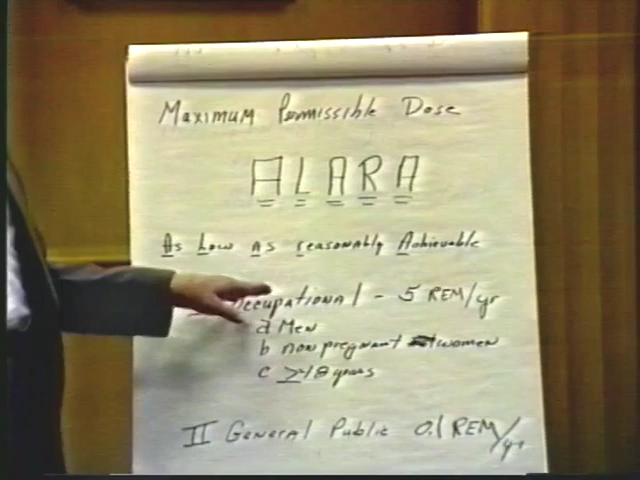 Maximum Permissible Dose
ALARA
As Low As reasonably Achievable
Occupational - 5 REM/yr
a Men
b non pregnant women
c ≥18 years
II General Public 0.1 REM/yr